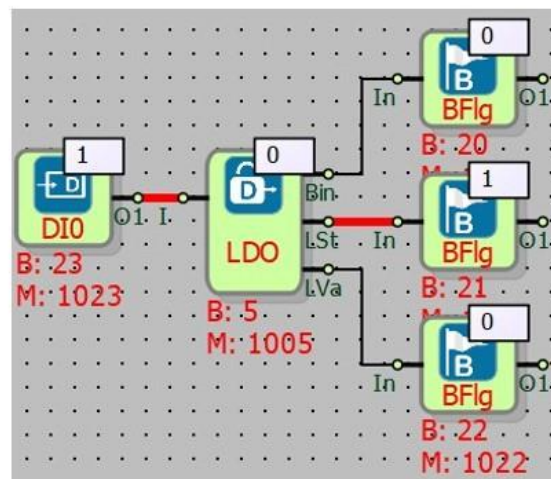 0
B
In
O1
BFlg
B: 20
1
D
O1
I
DI0
B: 23
M: 1023
0
D
Bin
LSt
LVa
LDO
B: 5
M: 1005
1
B
In
O1
BFlg
B: 21
0
B
In
O1
BFlg
B: 22
M: 1022